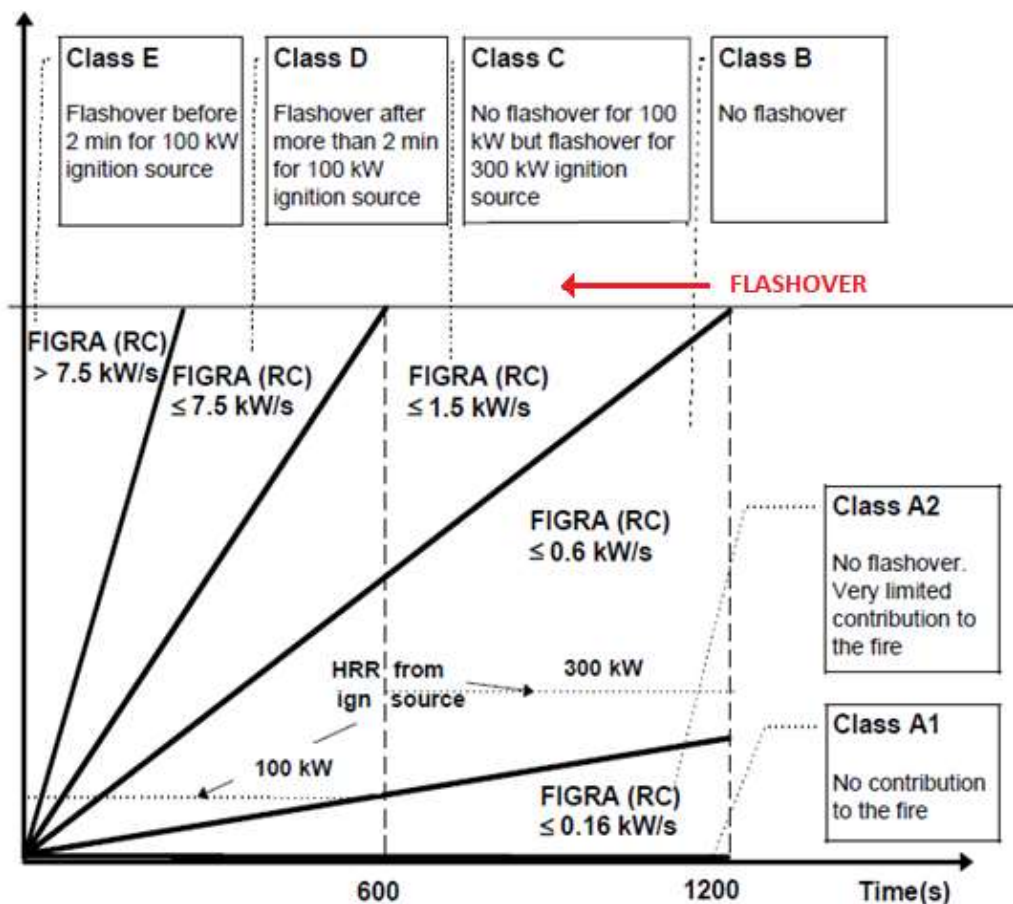 Class E
Flashover before
2 min for 100 kW
ignition source
Class D
Flashover after
more than 2 min
for 100 kW
ignition source
Class C
No flashover for 100
kW but flashover for
300 kW ignition
source
Class B
No flashover
FLASHOVER
FIGRA (RC)
> 7.5 kW/s
FIGRA (RC)
≤ 7.5 kW/s
FIGRA (RC)
≤ 1.5 kW/s
FIGRA (RC)
≤ 0.6 kW/s
Class A2
No flashover.
Very limited
contribution to
the fire
HRR from
ign source
300 kW
100 kW
Class A1
No contribution
to the fire
FIGRA (RC)
≤ 0.16 kW/s
600
1200
Time(s)